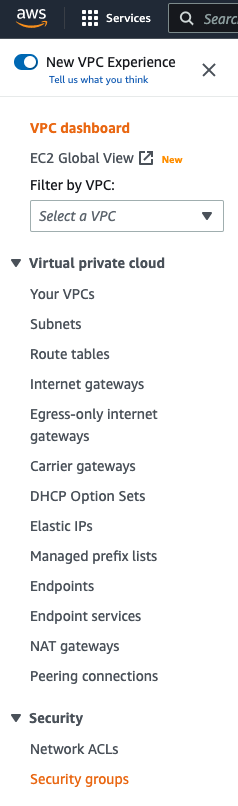 aws
Services
Searc
New VPC Experience
Tell us what you think
VPC dashboard
EC2 Global View New
Filter by VPC:
Select a VPC
Virtual private cloud
Your VPCs
Subnets
Route tables
Internet gateways
Egress-only internet
gateways
Carrier gateways
DHCP Option Sets
Elastic IPs
Managed prefix lists
Endpoints
Endpoint services
NAT gateways
Peering connections
Security
Network ACLs
Security groups